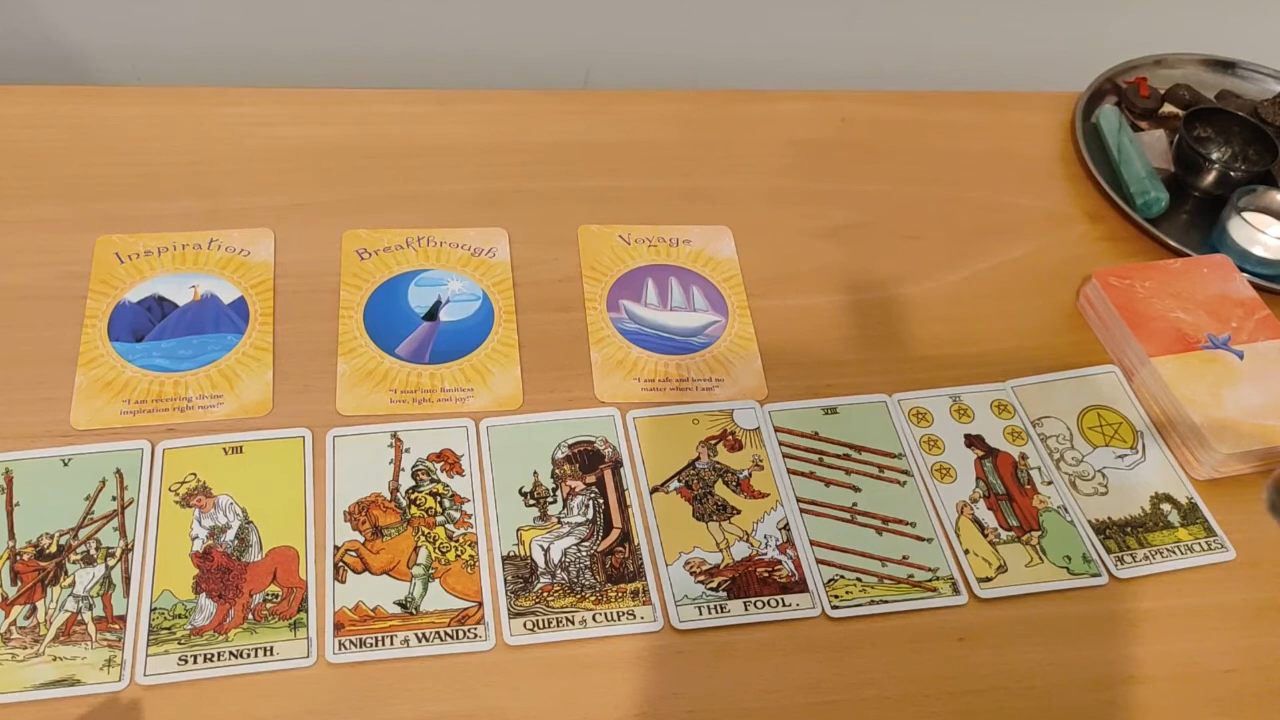 Inspiration
"I am receiving divine
inspiration right now!"
Breakthrough
"I soar into limitless
love, light, and joy!"
Voyage
"I am safe and loved no
matter where I am!"
V
VIII
STRENGTH.
KNIGHT of WANDS.
QUEEN of CUPS.
THE FOOL.
VIII
VI
ACE of PENTACLES